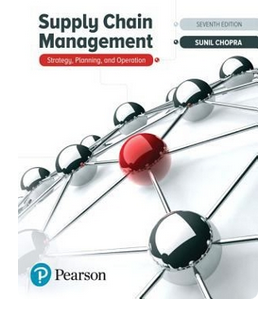 Supply Chain
Management
Strategy, Planning, and Operation
SEVENTH EDITION
SUNIL CHOPRA
Pearson